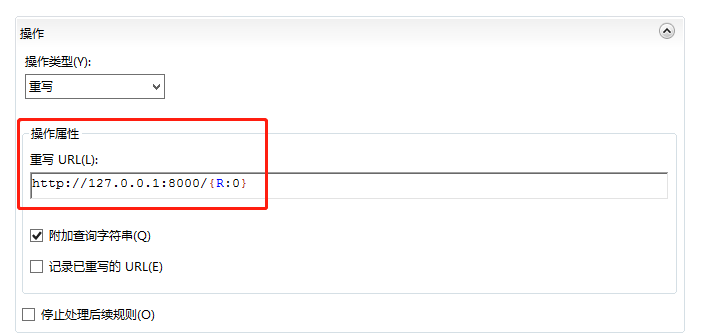 操作
操作类型(Y):
重写
操作属性
重写 URL(L):
http://127.0.0.1:8000/{R:0}
附加查询字符串(Q)
记录已重写的 URL(E)
停止处理后续规则(O)